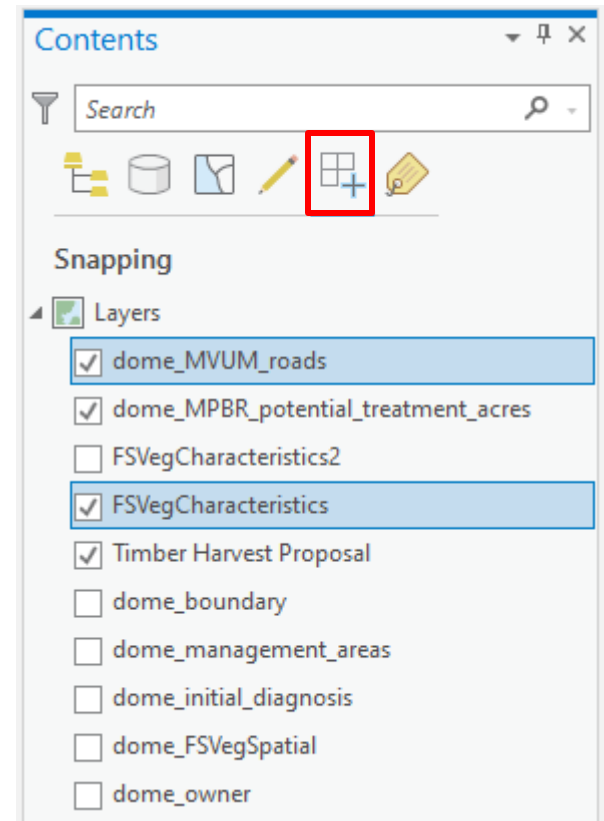 Contents
Search
Snapping
Layers
dome_MVUM_roads
dome_MPBR_potential_treatment_acres
FSVegCharacteristics2
FSVegCharacteristics
Timber Harvest Proposal
dome_boundary
dome_management_areas
dome_initial_diagnosis
dome_FSVegSpatial
dome_owner